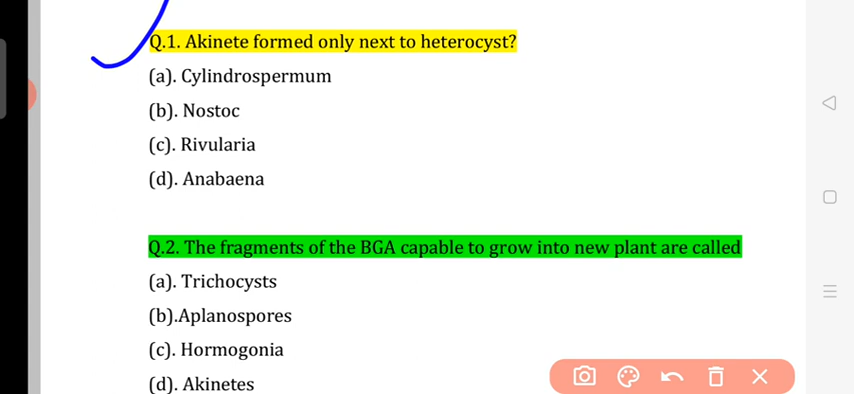 Q.1. Akinete formed only next to heterocyst?
(a). Cylindrospermum
(b). Nostoc
(c). Rivularia
(d). Anabaena
Q.2. The fragments of the BGA capable to grow into new plant are called
(a). Trichocysts
(b).Aplanospores
(c). Hormogonia
(d). Akinetes